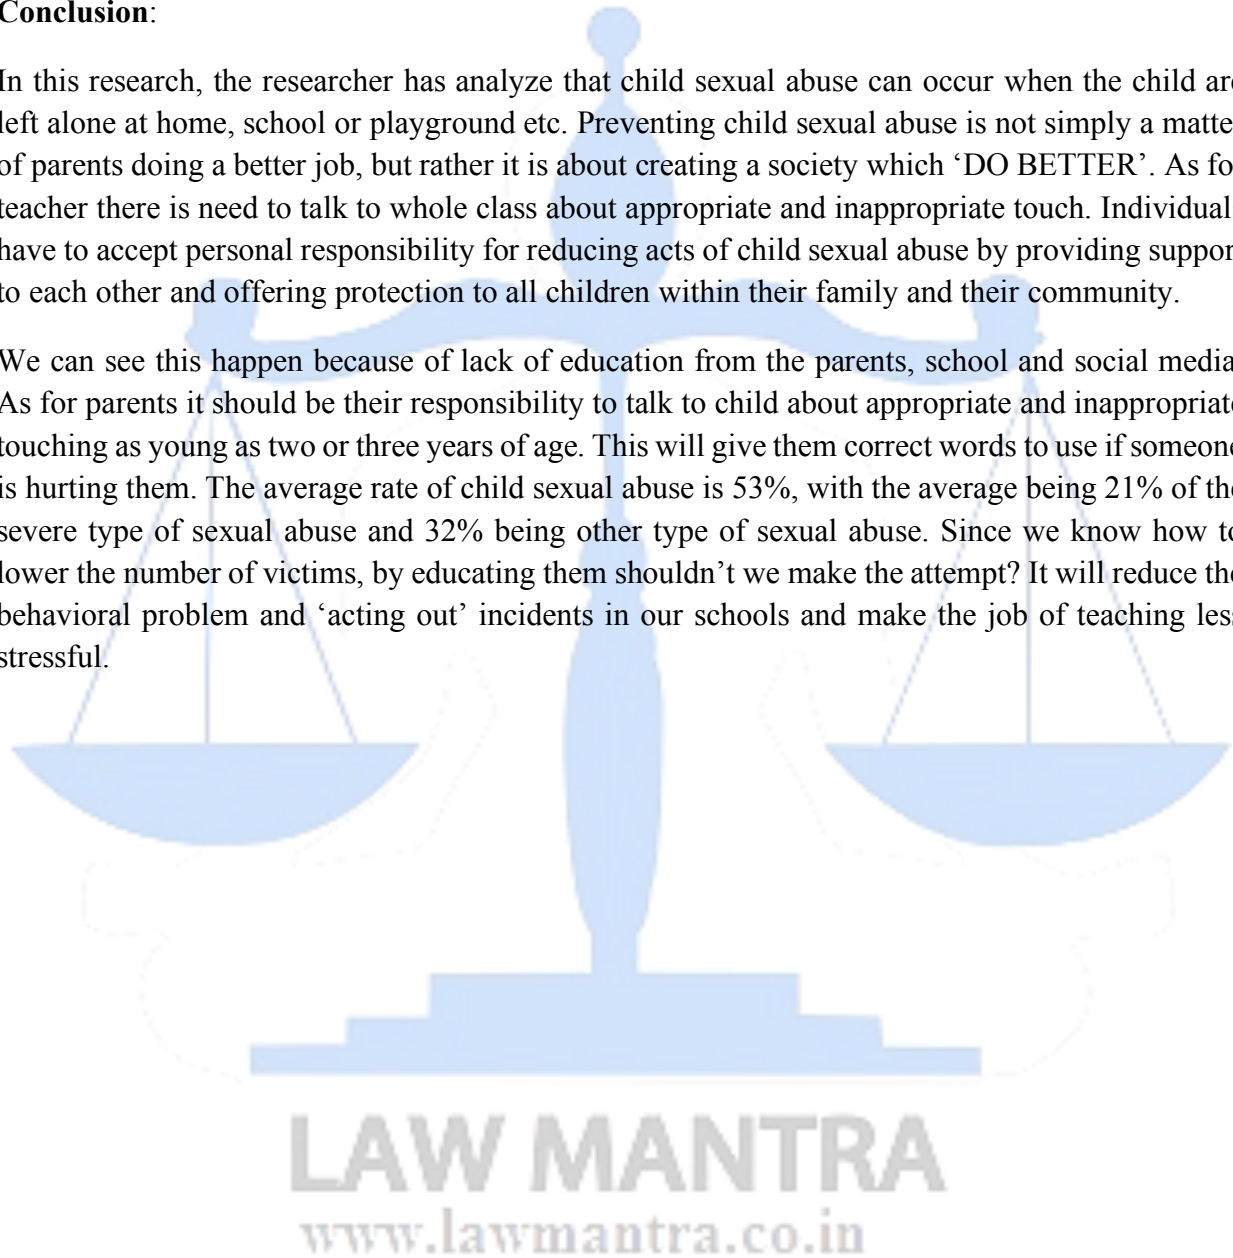 Conclusion:
In this research, the researcher has analyze that child sexual abuse can occur when the child ar
left alone at home, school or playground etc. Preventing child sexual abuse is not simply a matte
of parents doing a better job, but rather it is about creating a society which ‘DO BETTER’. As fo
teacher there is need to talk to whole class about appropriate and inappropriate touch. Individual
have to accept personal responsibility for reducing acts of child sexual abuse by providing suppor
to each other and offering protection to all children within their family and their community.
We can see this happen because of lack of education from the parents, school and social media
As for parents it should be their responsibility to talk to child about appropriate and inappropriat
touching as young as two or three years of age. This will give them correct words to use if someone
is hurting them. The average rate of child sexual abuse is 53%, with the average being 21% of th
severe type of sexual abuse and 32% being other type of sexual abuse. Since we know how to
lower the number of victims, by educating them shouldn’t we make the attempt? It will reduce the
behavioral problem and ‘acting out’ incidents in our schools and make the job of teaching les
stressful.
LAW MANTRA
www.lawmantra.co.in